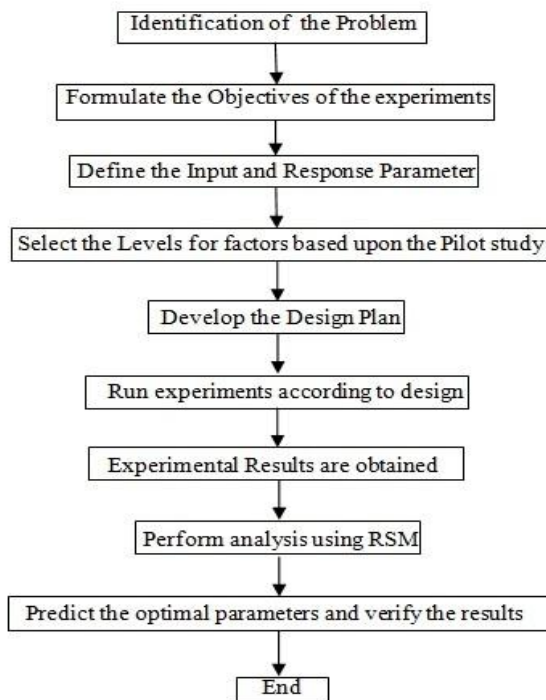 Identification of the Problem
Formulate the Objectives of the experiments
Define the Input and Response Parameter
Select the Levels for factors based upon the Pilot study
Develop the Design Plan
Run experiments according to design
Experimental Results are obtained
Perform analysis using RSM
Predict the optimal parameters and verify the results
End